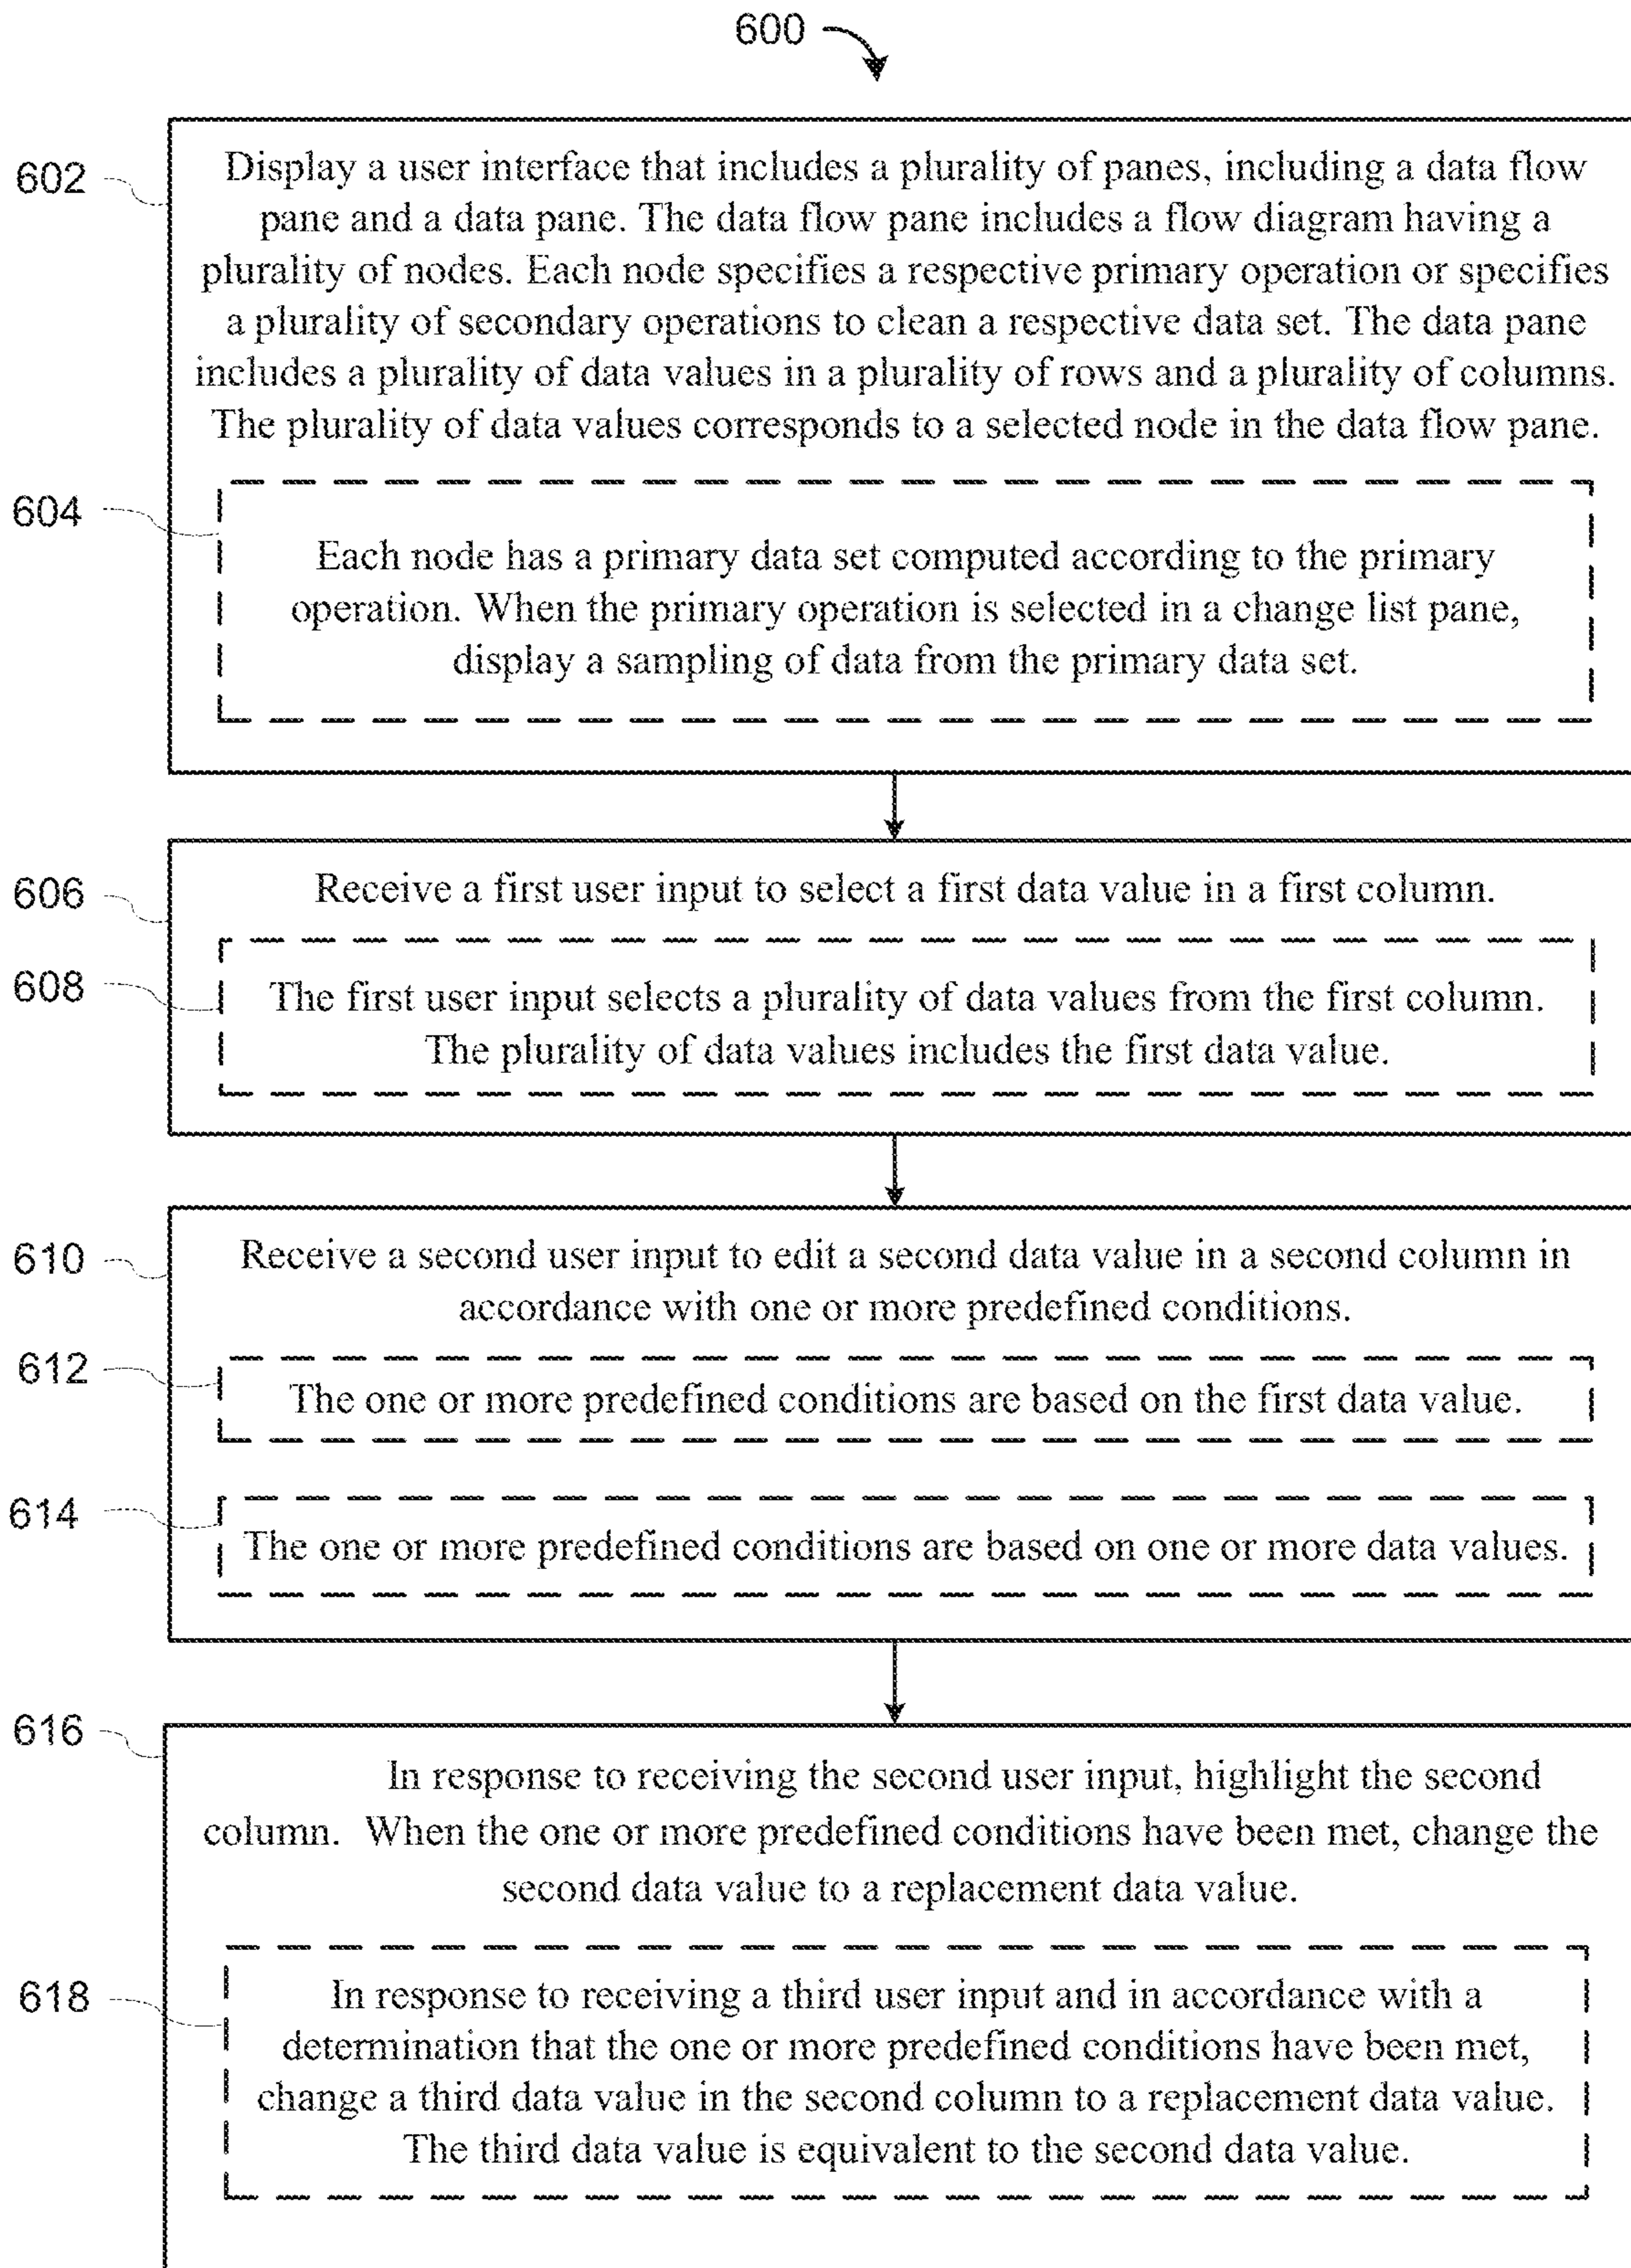 600
602
Display a user interface that includes a plurality of panes, including a data flow
pane and a data pane. The data flow pane includes a flow diagram having a
plurality of nodes. Each node specifies a respective primary operation or specifies
a plurality of secondary operations to clean a respective data set. The data pane
includes a plurality of data values in a plurality of rows and a plurality of columns.
The plurality of data values corresponds to a selected node in the data flow pane.
604
Each node has a primary data set computed according to the primary
operation. When the primary operation is selected in a change list pane,
display a sampling of data from the primary data set.
606
Receive a first user input to select a first data value in a first column.
608
The first user input selects a plurality of data values from the first column.
The plurality of data values includes the first data value.
610
Receive a second user input to edit a second data value in a second column in
accordance with one or more predefined conditions.
612
The one or more predefined conditions are based on the first data value.
614
The one or more predefined conditions are based on one or more data values.
616
In response to receiving the second user input, highlight the second
column. When the one or more predefined conditions have been met, change the
second data value to a replacement data value.
618
In response to receiving a third user input and in accordance with a
determination that the one or more predefined conditions have been met,
change a third data value in the second column to a replacement data value.
The third data value is equivalent to the second data value.